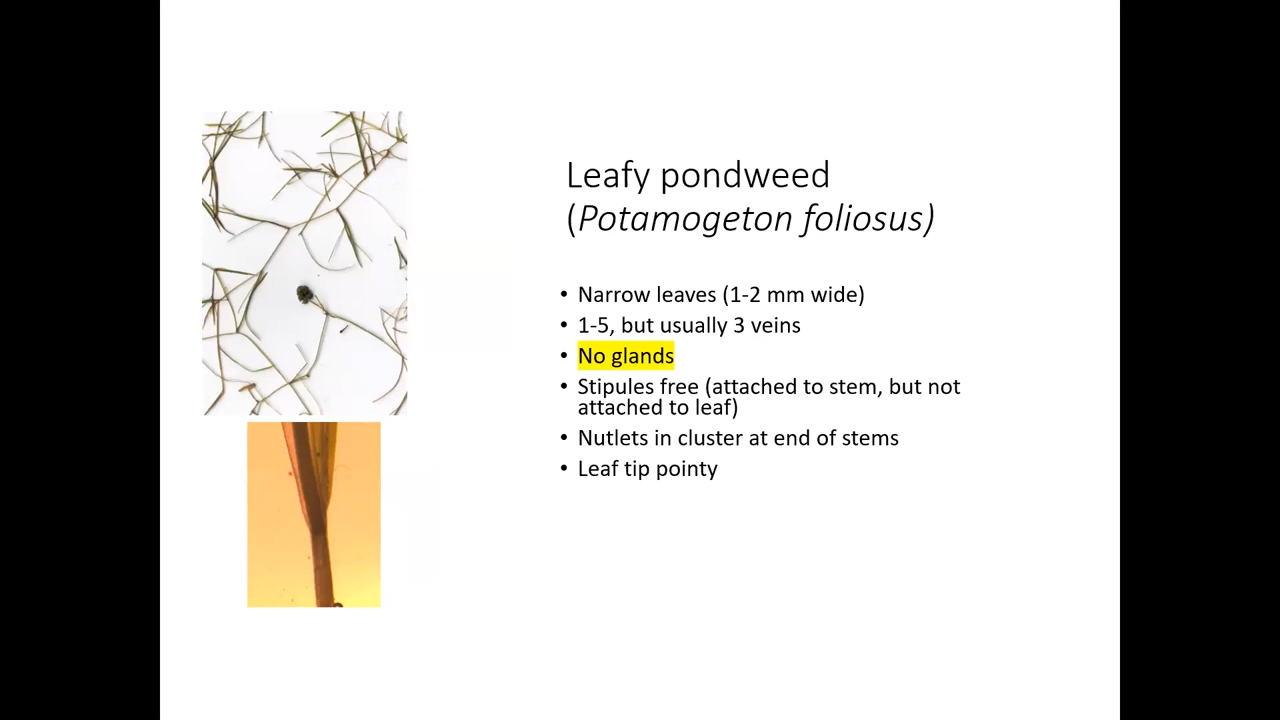 Leafy pondweed
(Potamogeton foliosus)
• Narrow leaves (1-2 mm wide)
• 1-5, but usually 3 veins
• No glands
• Stipules free (attached to stem, but not
attached to leaf)
• Nutlets in cluster at end of stems
• Leaf tip pointy